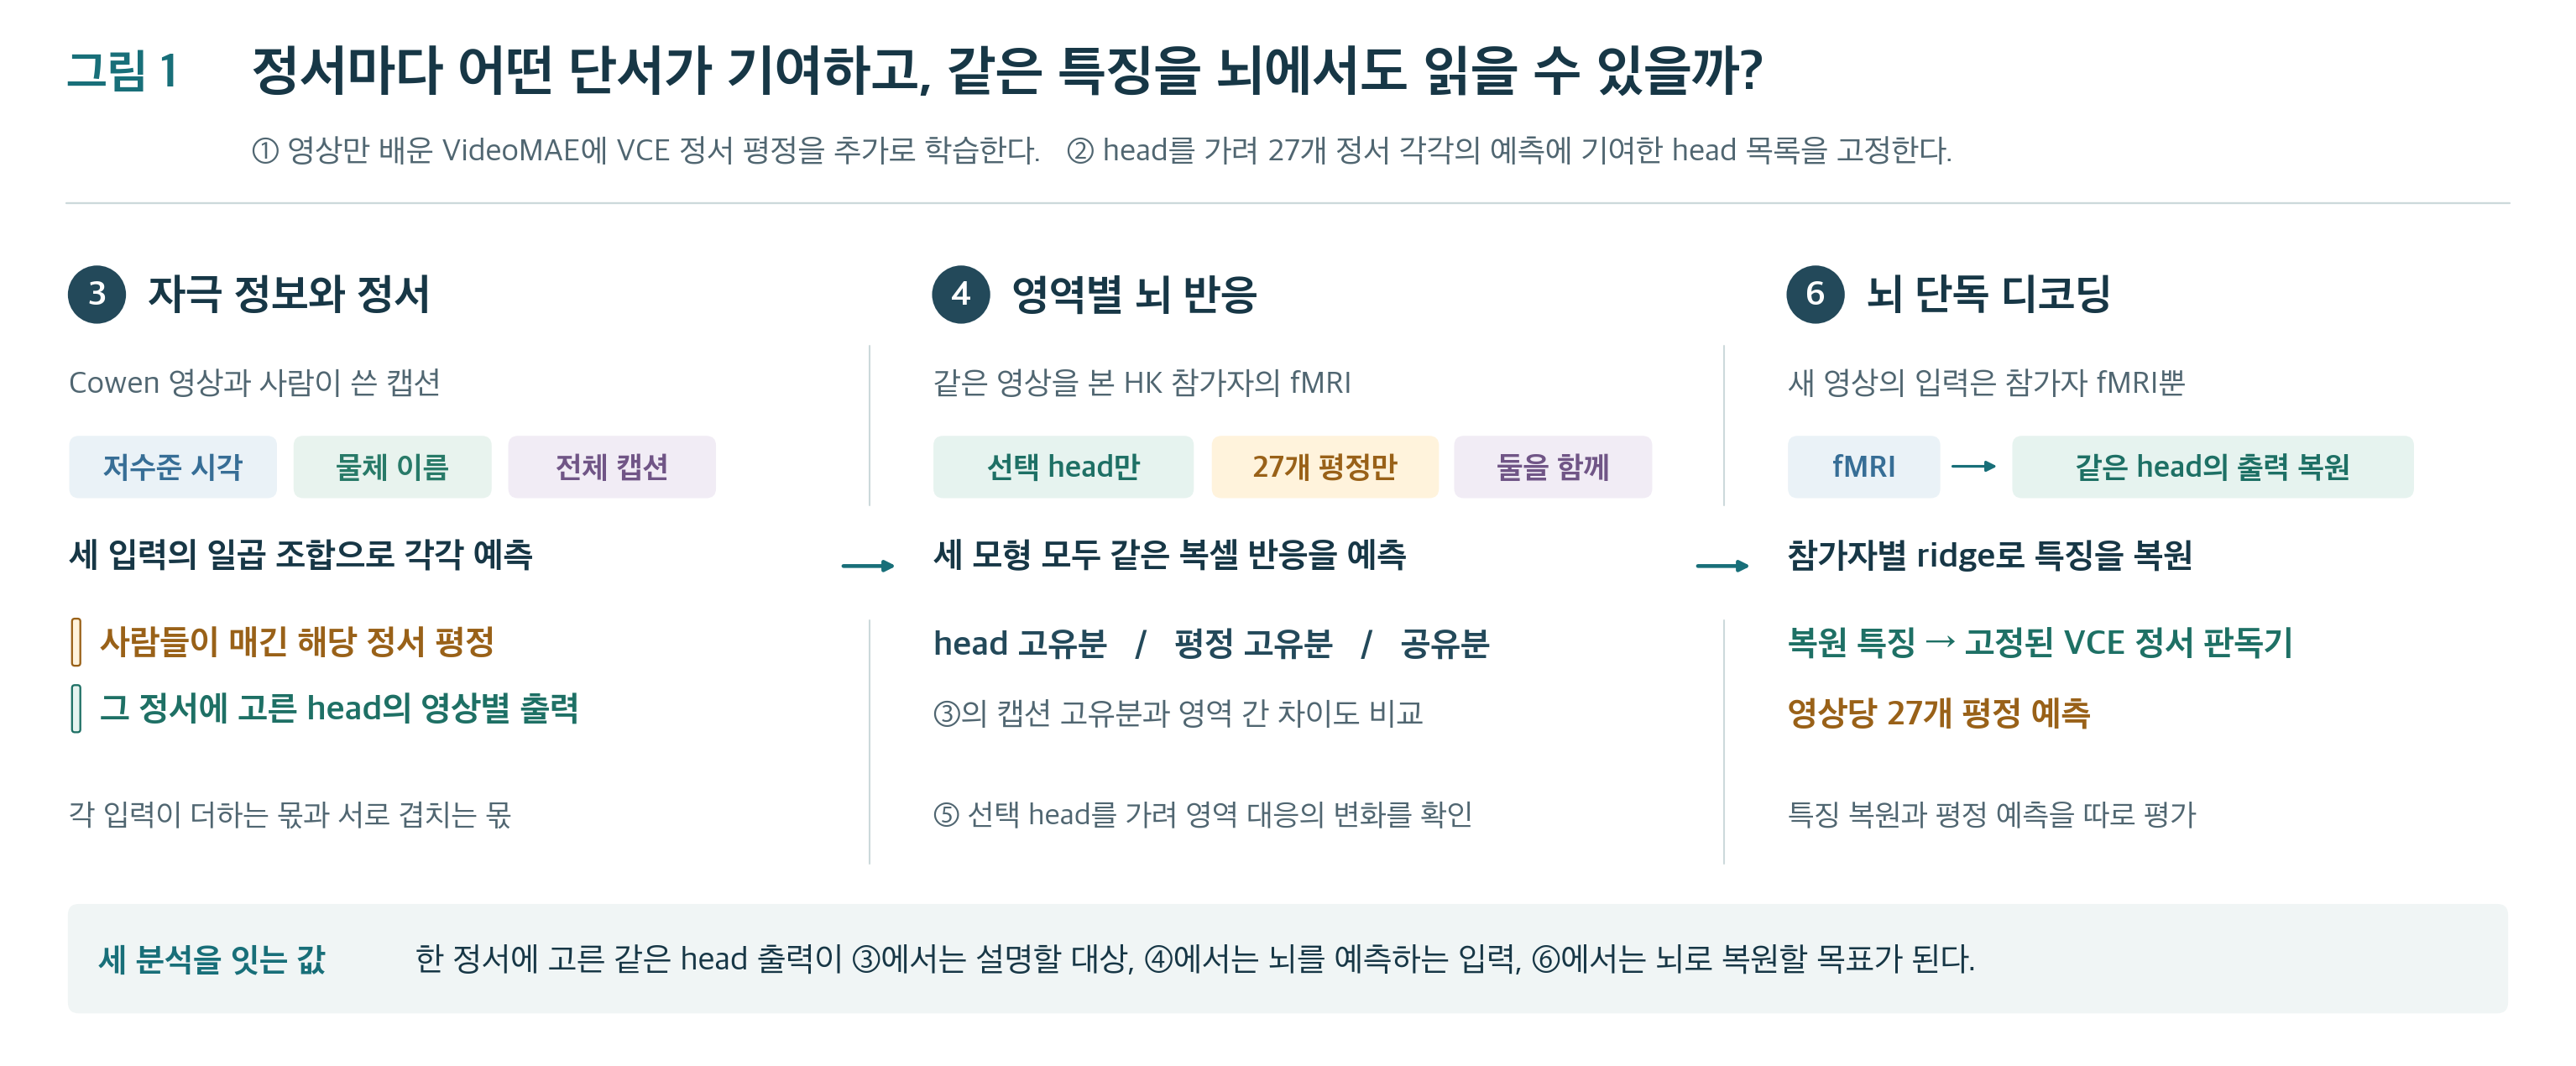 그림 1 정서마다 어떤 단서가 기여하고, 같은 특징을 뇌에서도 읽을 수 있을까?
① 영상만 배운 VideoMAE에 VCE 정서 평정을 추가로 학습한다. ② head를 가려 27개 정서 각각의 예측에 기여한 head 목록을 고정한다.
3 자극 정보와 정서
Cowen 영상과 사람이 쓴 캡션
저수준 시각 물체 이름 전체 캡션
세 입력의 일곱 조합으로 각각 예측
사람들이 매긴 해당 정서 평정
그 정서에 고른 head의 영상별 출력
각 입력이 더하는 몫과 서로 겹치는 몫
→
4 영역별 뇌 반응
같은 영상을 본 HK 참가자의 fMRI
선택 head만 27개 평정만 둘을 함께
세 모형 모두 같은 복셀 반응을 예측
head 고유분 / 평정 고유분 / 공유분
③의 캡션 고유분과 영역 간 차이도 비교
⑤ 선택 head를 가려 영역 대응의 변화를 확인
→
6 뇌 단독 디코딩
새 영상의 입력은 참가자 fMRI뿐
fMRI → 같은 head의 출력 복원
참가자별 ridge로 특징을 복원
복원 특징 → 고정된 VCE 정서 판독기
영상당 27개 평정 예측
특징 복원과 평정 예측을 따로 평가
세 분석을 잇는 값 한 정서에 고른 같은 head 출력이 ③에서는 설명할 대상, ④에서는 뇌를 예측하는 입력, ⑥에서는 뇌로 복원할 목표가 된다.